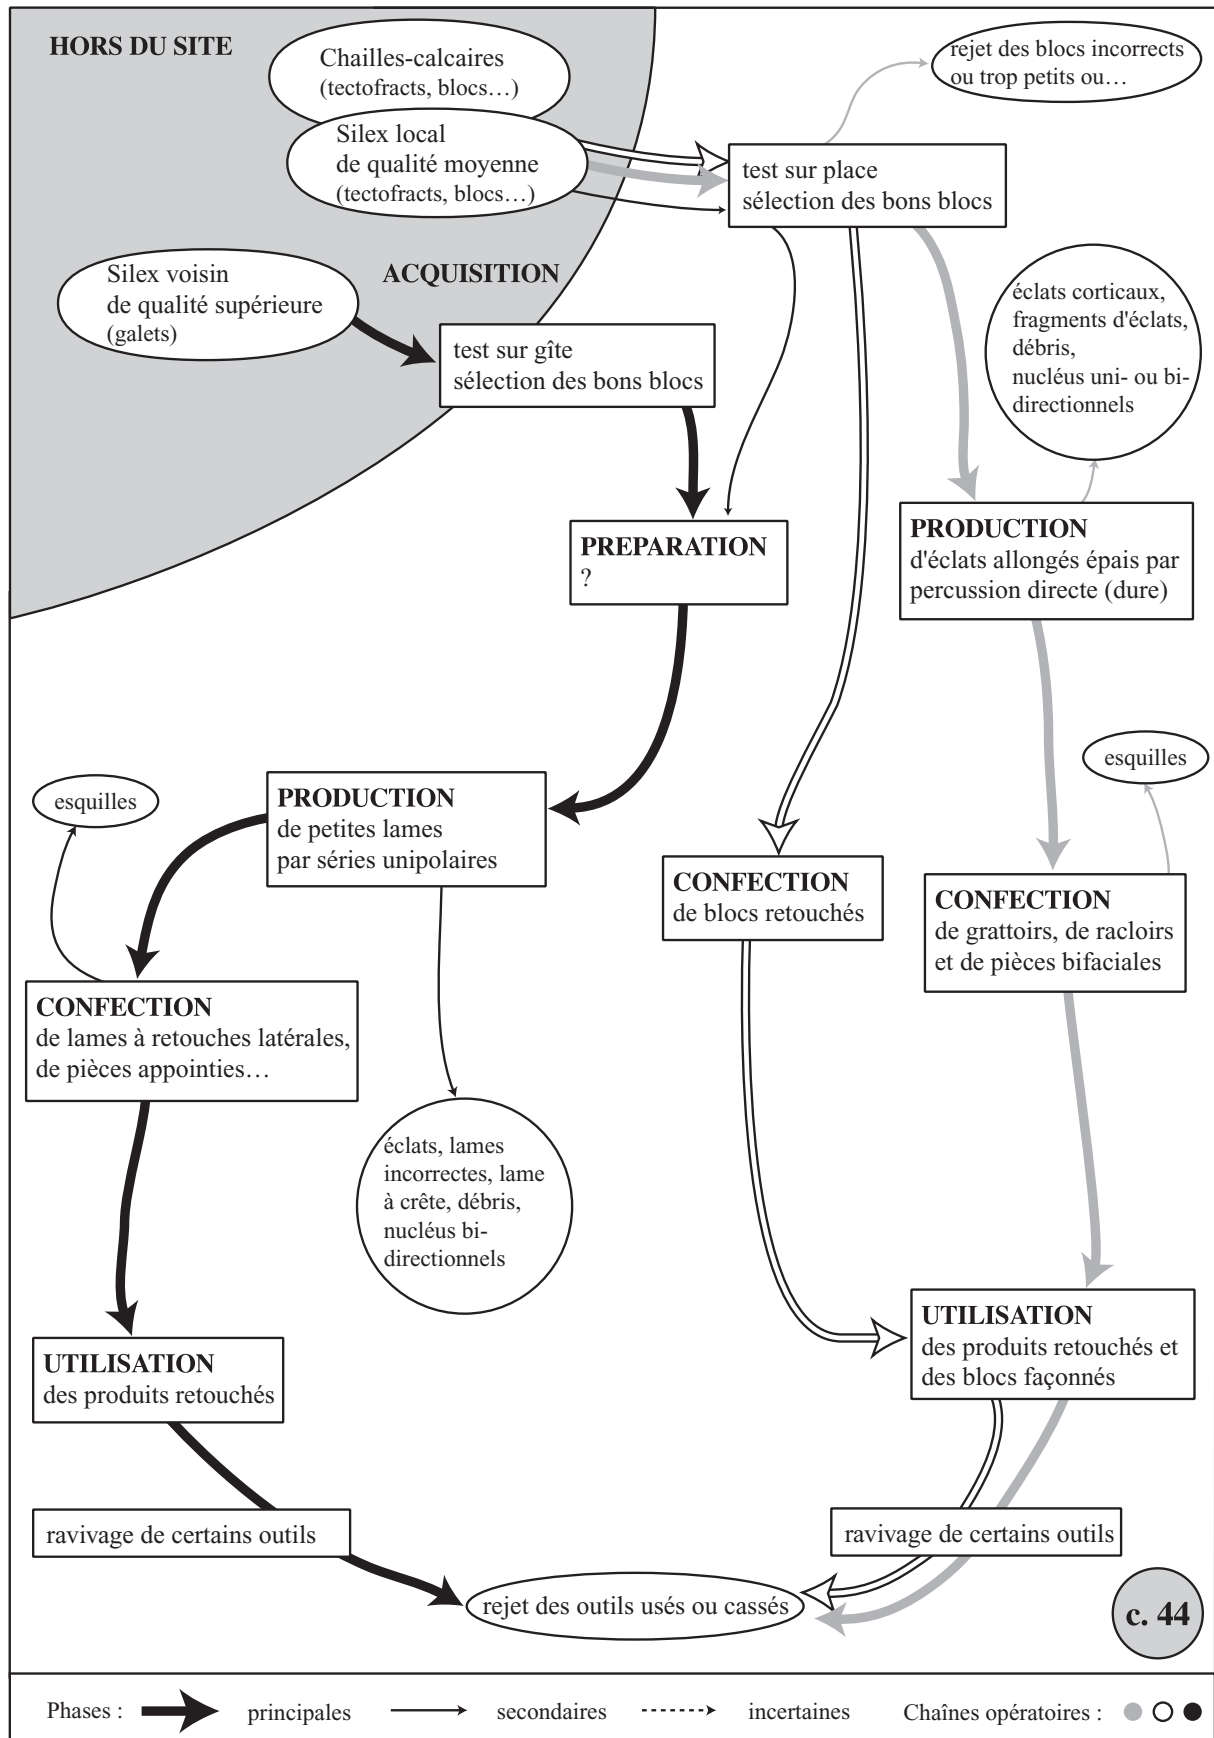 HORS DU SITE
Chailles-calcaires
(tectofracts, blocs…)
rejet des blocs incorrects
ou trop petits ou…
Silex local
de qualité moyenne
(tectofracts, blocs…)
test sur place
sélection des bons blocs
ACQUISITION
Silex voisin
de qualité supérieure
(galets)
test sur gîte
sélection des bons blocs
éclats corticaux,
fragments d'éclats,
débris,
nucléus uni- ou bi-
directionnels
PREPARATION
?
PRODUCTION
d'éclats allongés épais par
percussion directe (dure)
esquilles
PRODUCTION
de petites lames
par séries unipolaires
esquilles
CONFECTION
de blocs retouchés
CONFECTION
de grattoirs, de racloirs
et de pièces bifaciales
CONFECTION
de lames à retouches latérales,
de pièces appointies…
éclats, lames
incorrectes, lame
à crête, débris,
nucléus bi-
directionnels
UTILISATION
des produits retouchés
UTILISATION
des produits retouchés et
des blocs façonnés
ravivage de certains outils
ravivage de certains outils
rejet des outils usés ou cassés
c. 44
Phases : principales secondaires incertaines Chaînes opératoires :